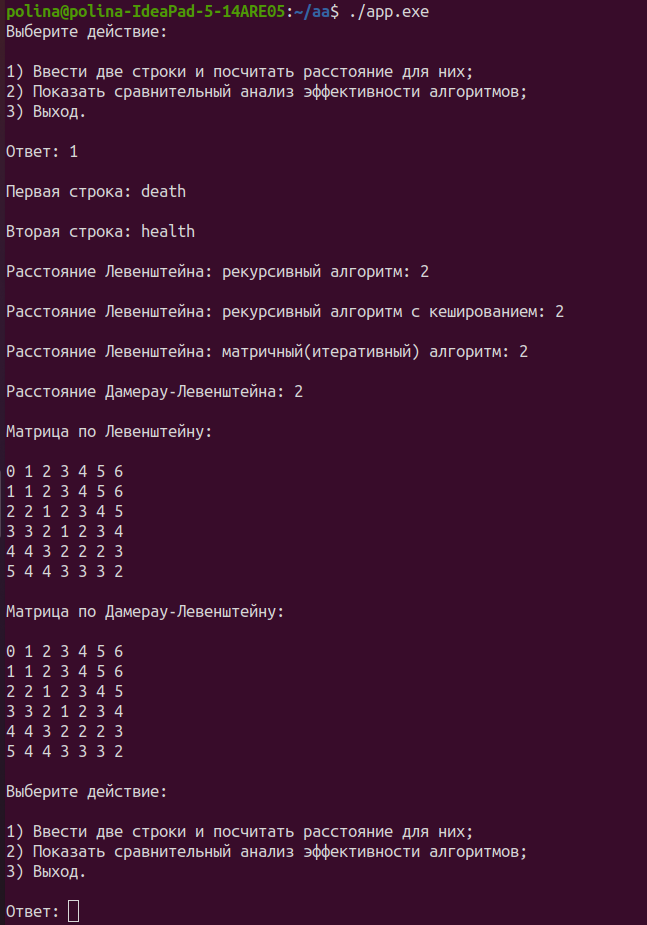 polina@polina-IdeaPad-5-14ARE05:~/aa$ ./app.exe
Выберите действие:
1) Ввести две строки и посчитать расстояние для них;
2) Показать сравнительный анализ эффективности алгоритмов;
3) Выход.
Ответ: 1
Первая строка: death
Вторая строка: health
Расстояние Левенштейна: рекурсивный алгоритм: 2
Расстояние Левенштейна: рекурсивный алгоритм с кешированием: 2
Расстояние Левенштейна: матричный(итеративный) алгоритм: 2
Расстояние Дамерау-Левенштейна: 2
Матрица по Левенштейну:
0 1 2 3 4 5 6
1 1 2 3 4 5 6
2 2 1 2 3 4 5
3 3 2 1 2 3 4
4 4 3 2 2 2 3
5 4 4 3 3 3 2
Матрица по Дамерау-Левенштейну:
0 1 2 3 4 5 6
1 1 2 3 4 5 6
2 2 1 2 3 4 5
3 3 2 1 2 3 4
4 4 3 2 2 2 3
5 4 4 3 3 3 2
Выберите действие:
1) Ввести две строки и посчитать расстояние для них;
2) Показать сравнительный анализ эффективности алгоритмов;
3) Выход.
Ответ: